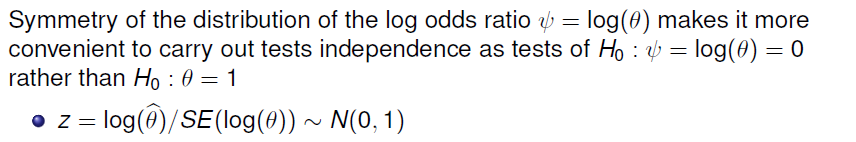 Symmetry of the distribution of the log odds ratio ψ = log(θ) makes it more
convenient to carry out tests independence as tests of H₀ : ψ = log(θ) = 0
rather than H₀ : θ = 1
z = log(θ̂)/SE(log(θ)) ∼ N(0, 1)